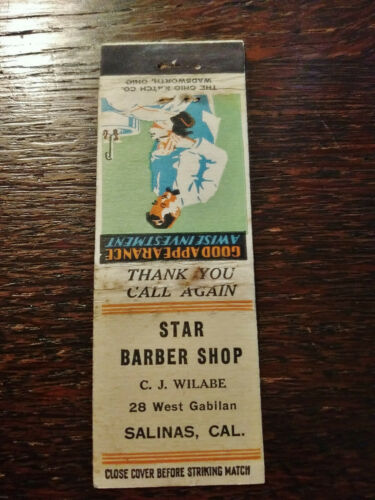 THE OHIO MATCH CO.
WADSWORTH, OHIO
GOOD APPEARANCE
A WISE INVESTMENT
THANK YOU
CALL AGAIN
STAR
BARBER SHOP
C. J. WILABE
28 West Gabilan
SALINAS, CAL.
CLOSE COVER BEFORE STRIKING MATCH